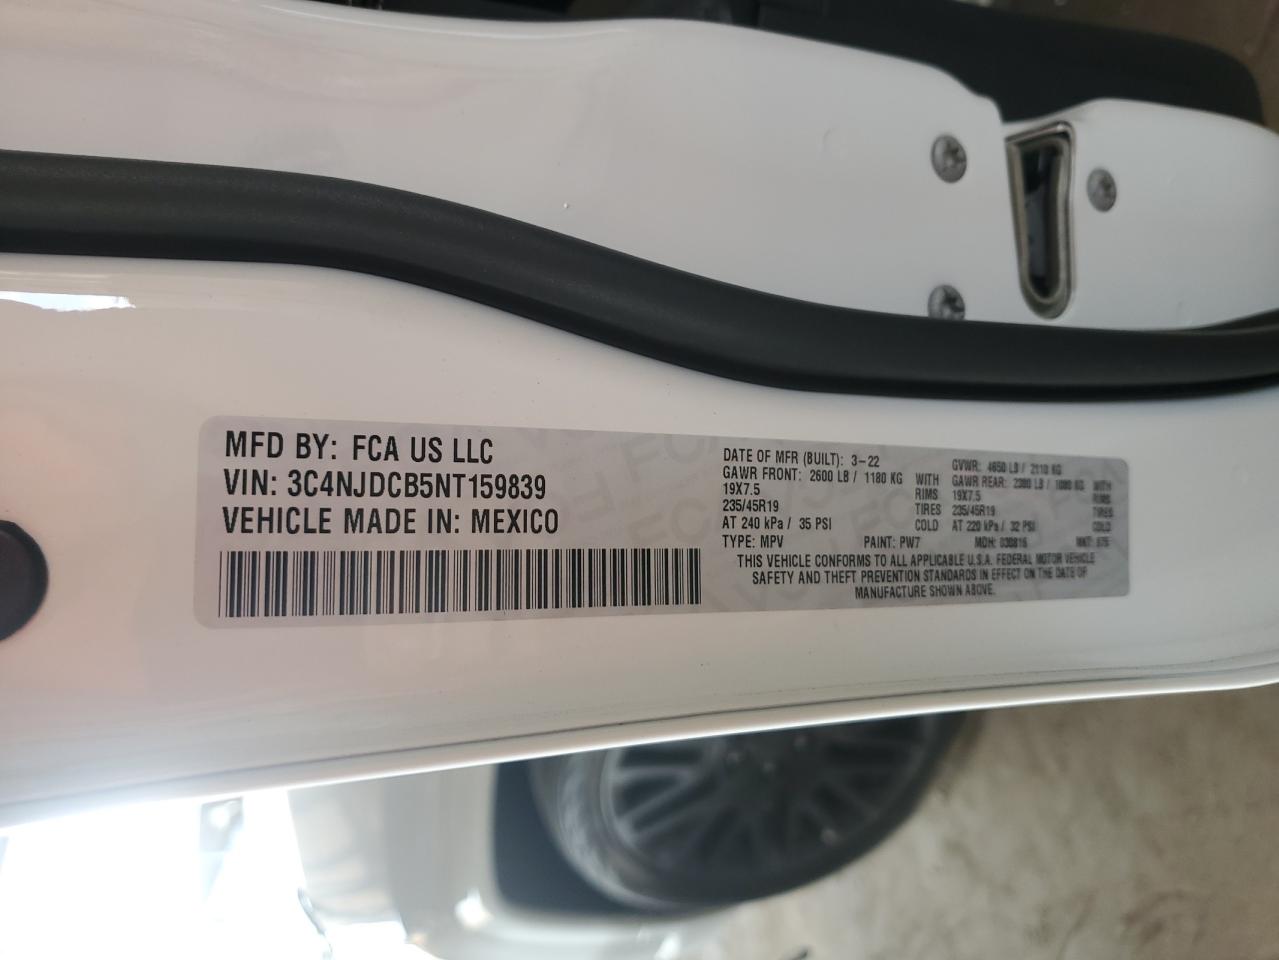 MFD BY: FCA US LLC
VIN: 3C4NJDCB5NT159839
VEHICLE MADE IN: MEXICO
DATE OF MFR (BUILT): 3-22 GVWR: 4650 LB / 2110 KG
GAWR FRONT: 2600 LB / 1180 KG WITH GAWR REAR: 2380 LB / 1080 KG WITH
19X7.5 RIMS 19X7.5 RIMS
235/45R19 TIRES 235/45R19 TIRES
AT 240 kPa / 35 PSI COLD AT 220 kPa / 32 PSI COLD
TYPE: MPV PAINT: PW7 MDH: 030816
THIS VEHICLE CONFORMS TO ALL APPLICABLE U.S.A. FEDERAL MOTOR VEHICLE
SAFETY AND THEFT PREVENTION STANDARDS IN EFFECT ON THE DATE OF
MANUFACTURE SHOWN ABOVE.